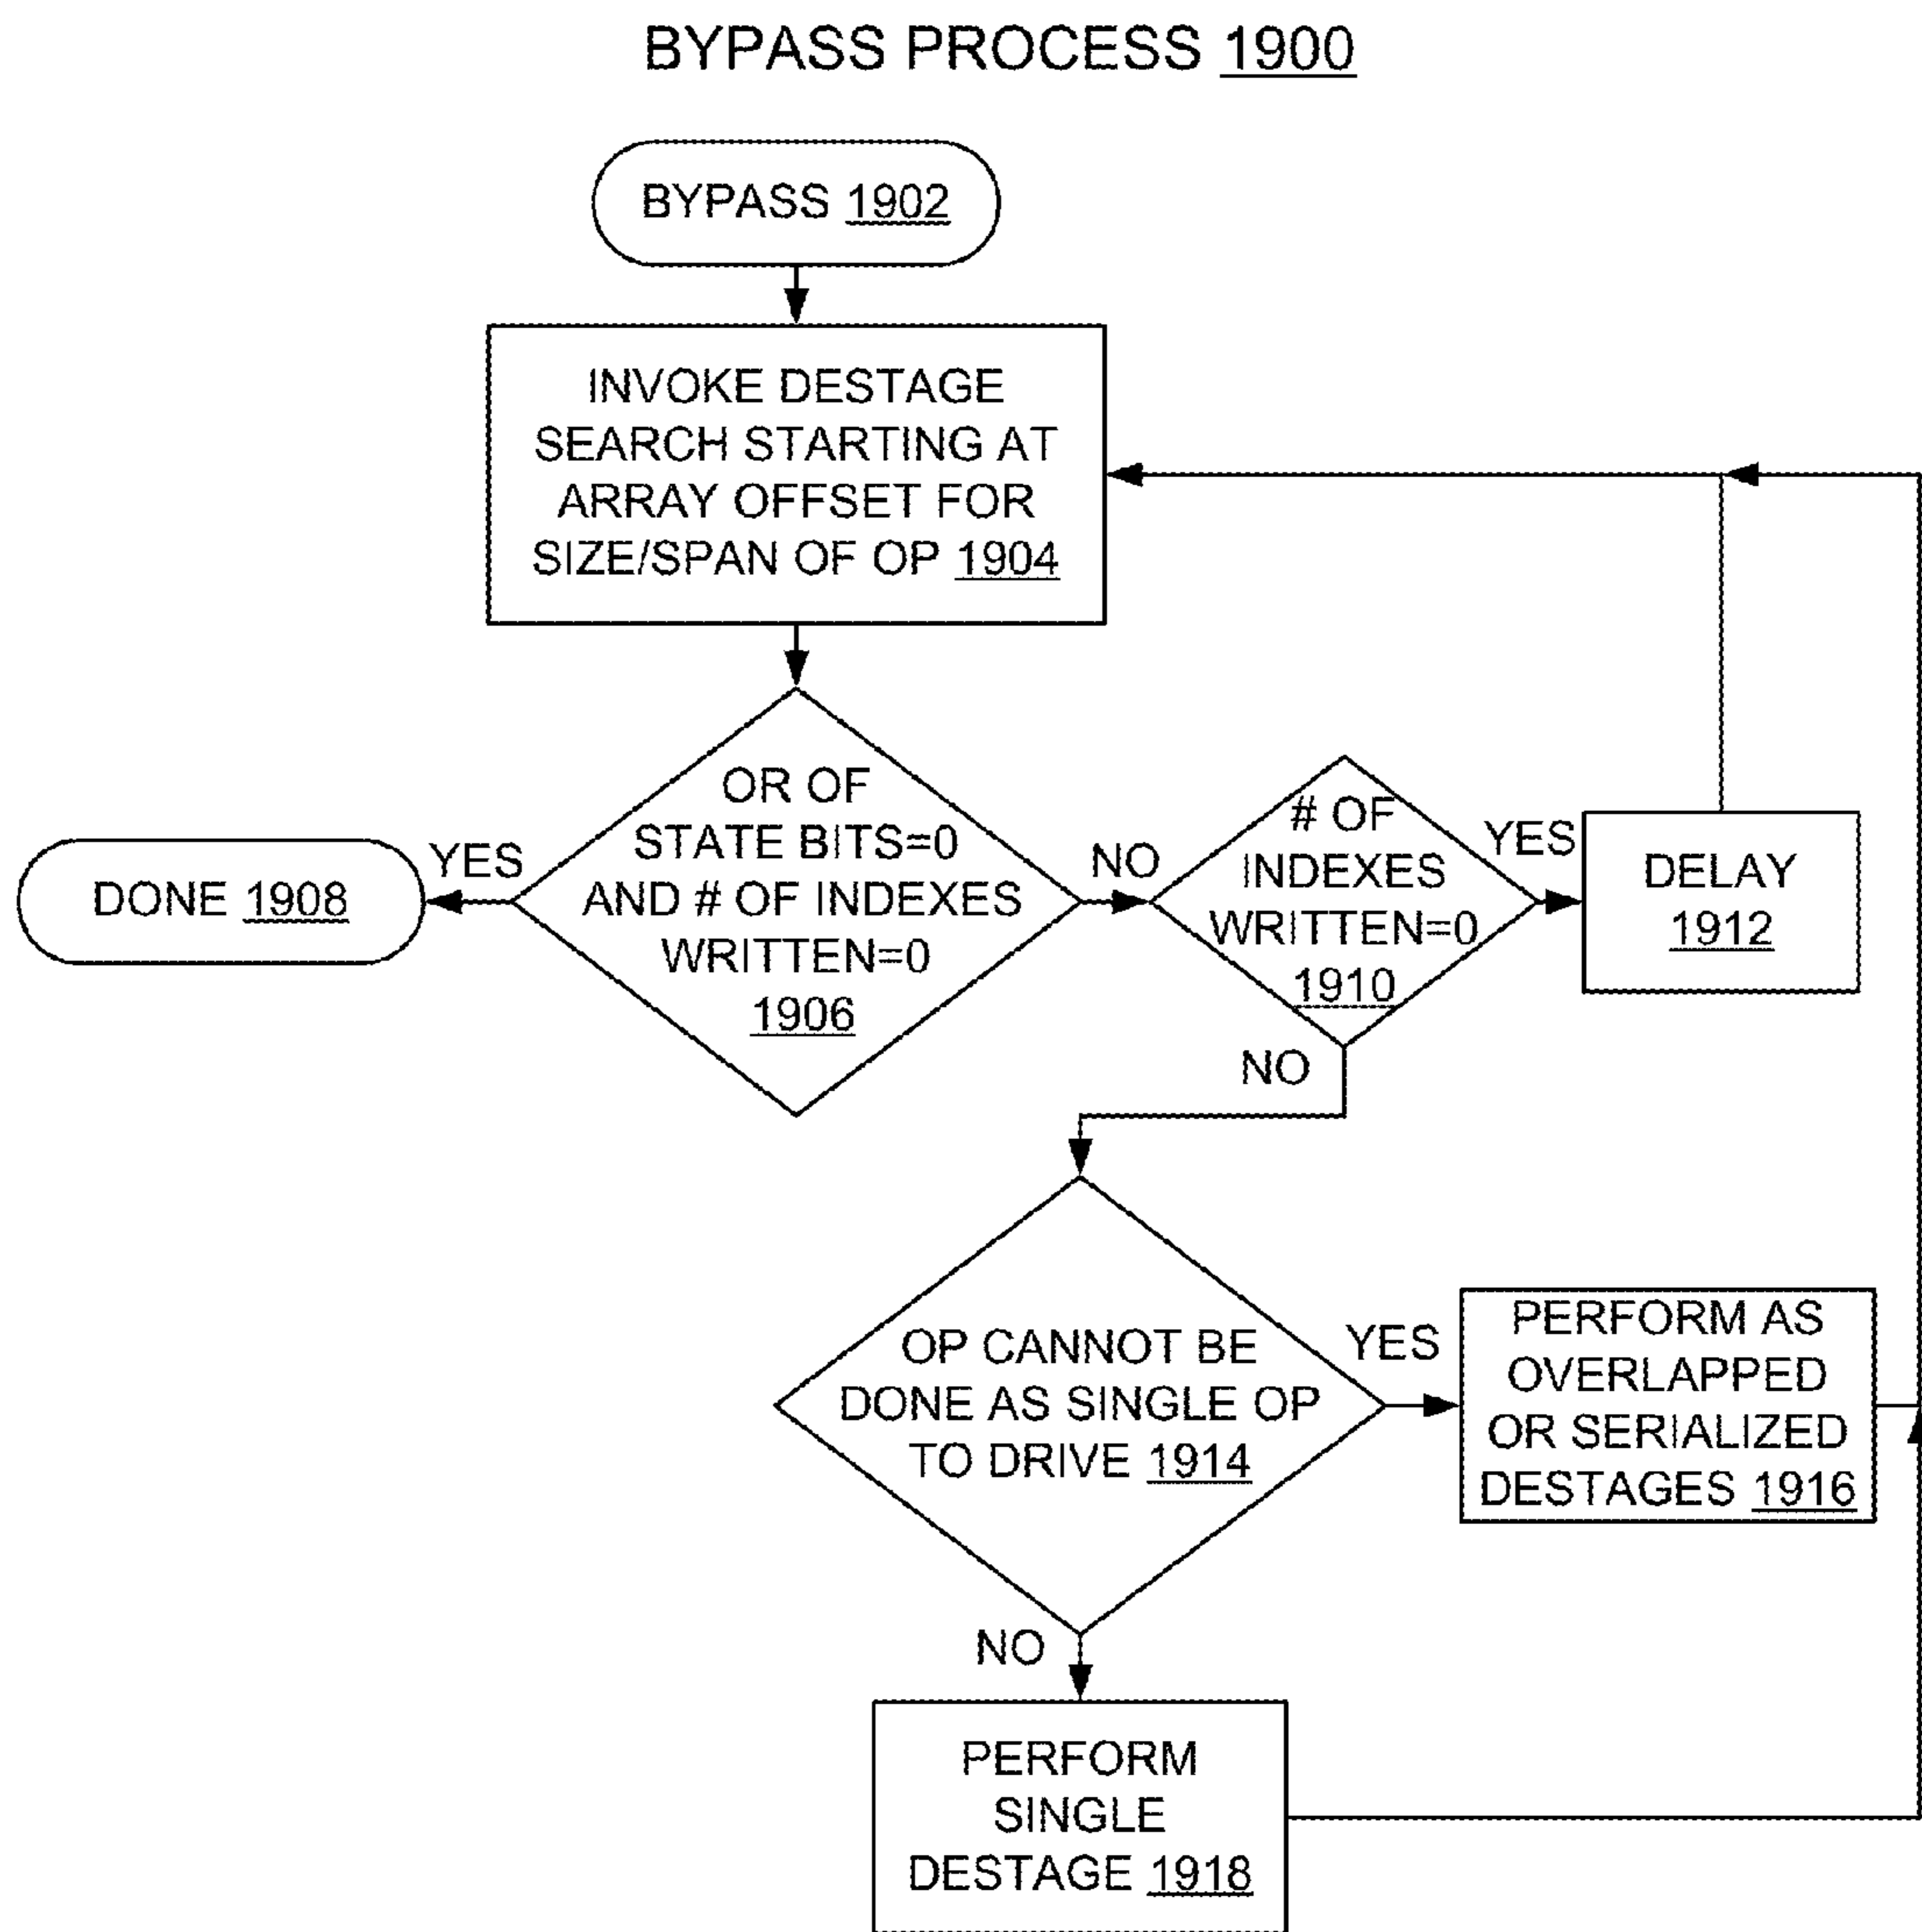 BYPASS PROCESS 1900
BYPASS 1902
INVOKE DESTAGE
SEARCH STARTING AT
ARRAY OFFSET FOR
SIZE/SPAN OF OP 1904
OR OF
STATE BITS=0
AND # OF INDEXES
WRITTEN=0
1906
YES
DONE 1908
NO
# OF
INDEXES
WRITTEN=0
1910
YES
DELAY
1912
NO
OP CANNOT BE
DONE AS SINGLE OP
TO DRIVE 1914
YES
PERFORM AS
OVERLAPPED
OR SERIALIZED
DESTAGES 1916
NO
PERFORM
SINGLE
DESTAGE 1918